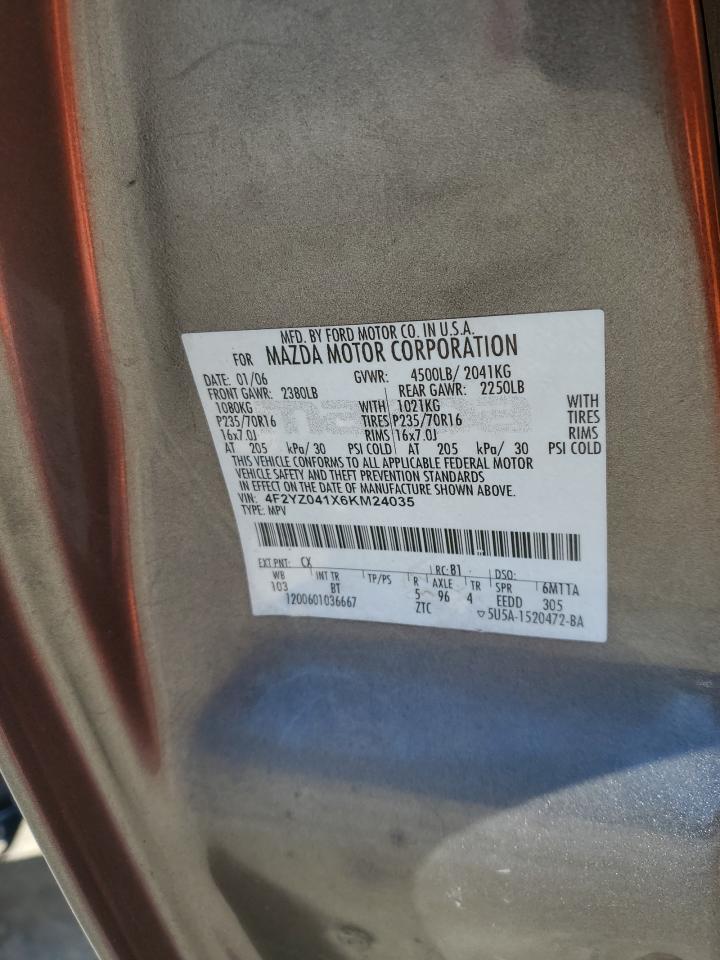 MFD. BY FORD MOTOR CO. IN U.S.A.
FOR MAZDA MOTOR CORPORATION
DATE: 01/06 GVWR: 4500LB/ 2041KG
FRONT GAWR: 2380LB REAR GAWR: 2250LB
1080KG WITH 1021KG WITH
P235/70R16 TIRES P235/70R16 TIRES
16x7.0J RIMS 16x7.0J RIMS
AT 205 kPa/ 30 PSI COLD AT 205 kPa/ 30 PSI COLD
THIS VEHICLE CONFORMS TO ALL APPLICABLE FEDERAL MOTOR
VEHICLE SAFETY AND THEFT PREVENTION STANDARDS
IN EFFECT ON THE DATE OF MANUFACTURE SHOWN ABOVE.
VIN: 4F2YZ041X6KM24035
TYPE: MPV
EXT PNT: CX RC: B1 DSO:
WB INT TR TP/PS R AXLE TR SPR 6M11A
103 BT 5 96 4 EEDD 305
1200601036667 ZTC 5U5A-1520472-BA